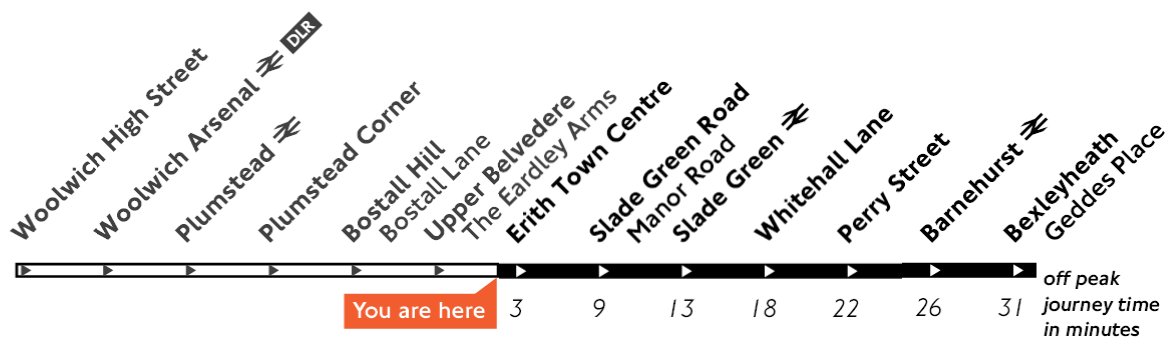 Woolwich High Street
Woolwich Arsenal DLR
Plumstead
Plumstead Corner
Bostall Hill
Bostall Lane
Upper Belvedere
The Eardley Arms
Erith Town Centre
Slade Green Road
Manor Road
Slade Green
Whitehall Lane
Perry Street
Barnehurst
Bexleyheath
Geddes Place
You are here
3 9 13 18 22 26 31
off peak
journey time
in minutes